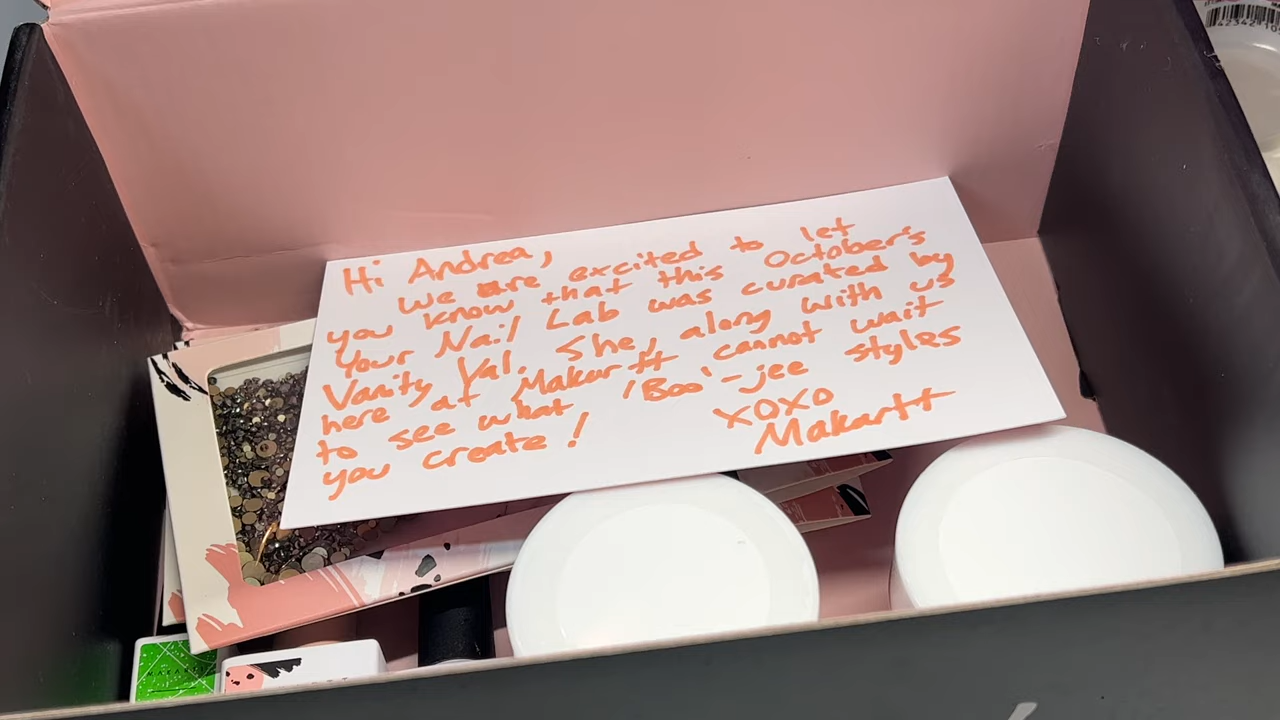 Hi Andrea,
We are excited to let
you know that this October's
Your Nail Lab was curated by
Vanity Val. She, along with us
here at Makartt cannot wait
to see what 'Boo'-jee styles
you create!
XOXO
Makartt